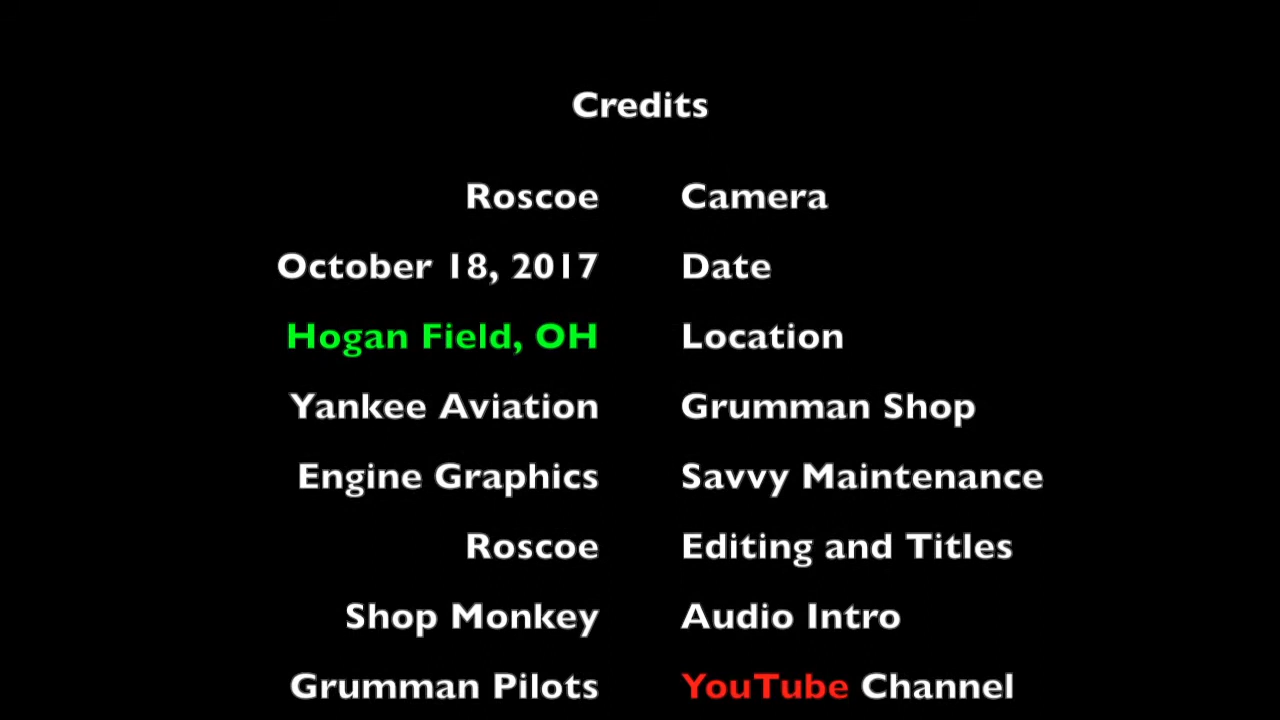 Credits
Roscoe Camera
October 18, 2017 Date
Hogan Field, OH Location
Yankee Aviation Grumman Shop
Engine Graphics Savvy Maintenance
Roscoe Editing and Titles
Shop Monkey Audio Intro
Grumman Pilots YouTube Channel